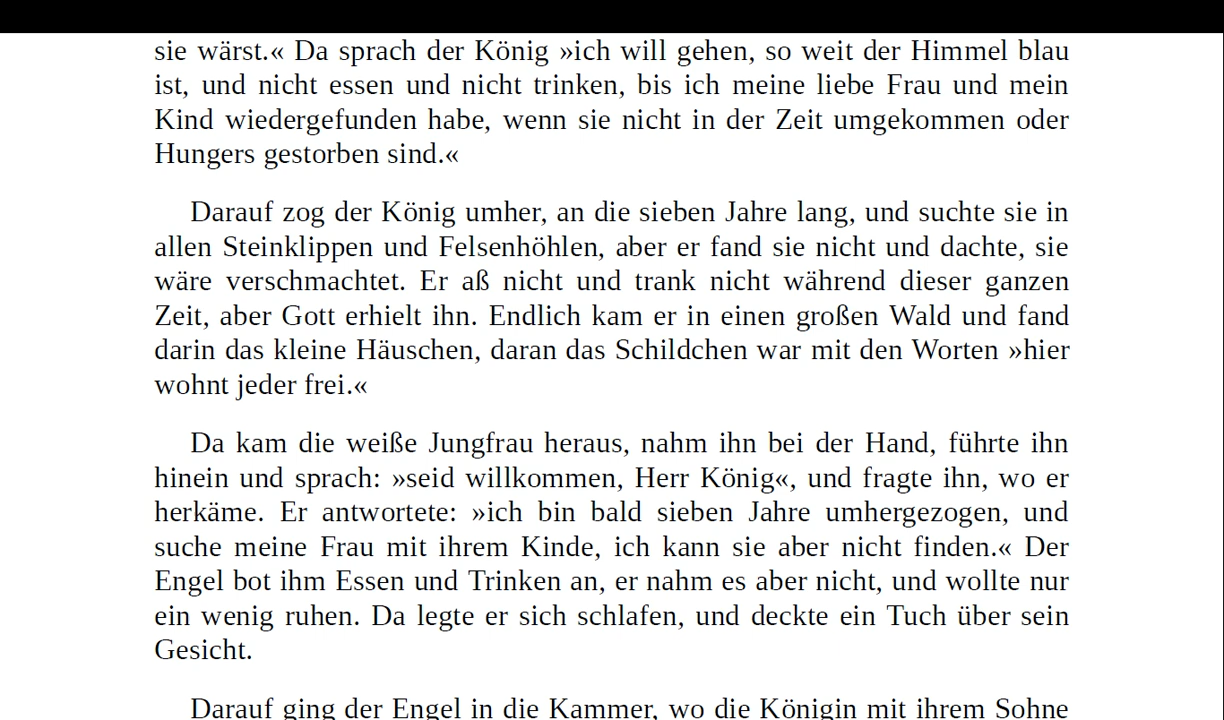 sie wärst.« Da sprach der König »ich will gehen, so weit der Himmel blau
ist, und nicht essen und nicht trinken, bis ich meine liebe Frau und mein
Kind wiedergefunden habe, wenn sie nicht in der Zeit umgekommen oder
Hungers gestorben sind.«
Darauf zog der König umher, an die sieben Jahre lang, und suchte sie in
allen Steinklippen und Felsenhöhlen, aber er fand sie nicht und dachte, sie
wäre verschmachtet. Er aß nicht und trank nicht während dieser ganzen
Zeit, aber Gott erhielt ihn. Endlich kam er in einen großen Wald und fand
darin das kleine Häuschen, daran das Schildchen war mit den Worten »hier
wohnt jeder frei.«
Da kam die weiße Jungfrau heraus, nahm ihn bei der Hand, führte ihn
hinein und sprach: »seid willkommen, Herr König«, und fragte ihn, wo er
herkäme. Er antwortete: »ich bin bald sieben Jahre umhergezogen, und
suche meine Frau mit ihrem Kinde, ich kann sie aber nicht finden.« Der
Engel bot ihm Essen und Trinken an, er nahm es aber nicht, und wollte nur
ein wenig ruhen. Da legte er sich schlafen, und deckte ein Tuch über sein
Gesicht.
Darauf ging der Engel in die Kammer, wo die Königin mit ihrem Sohne